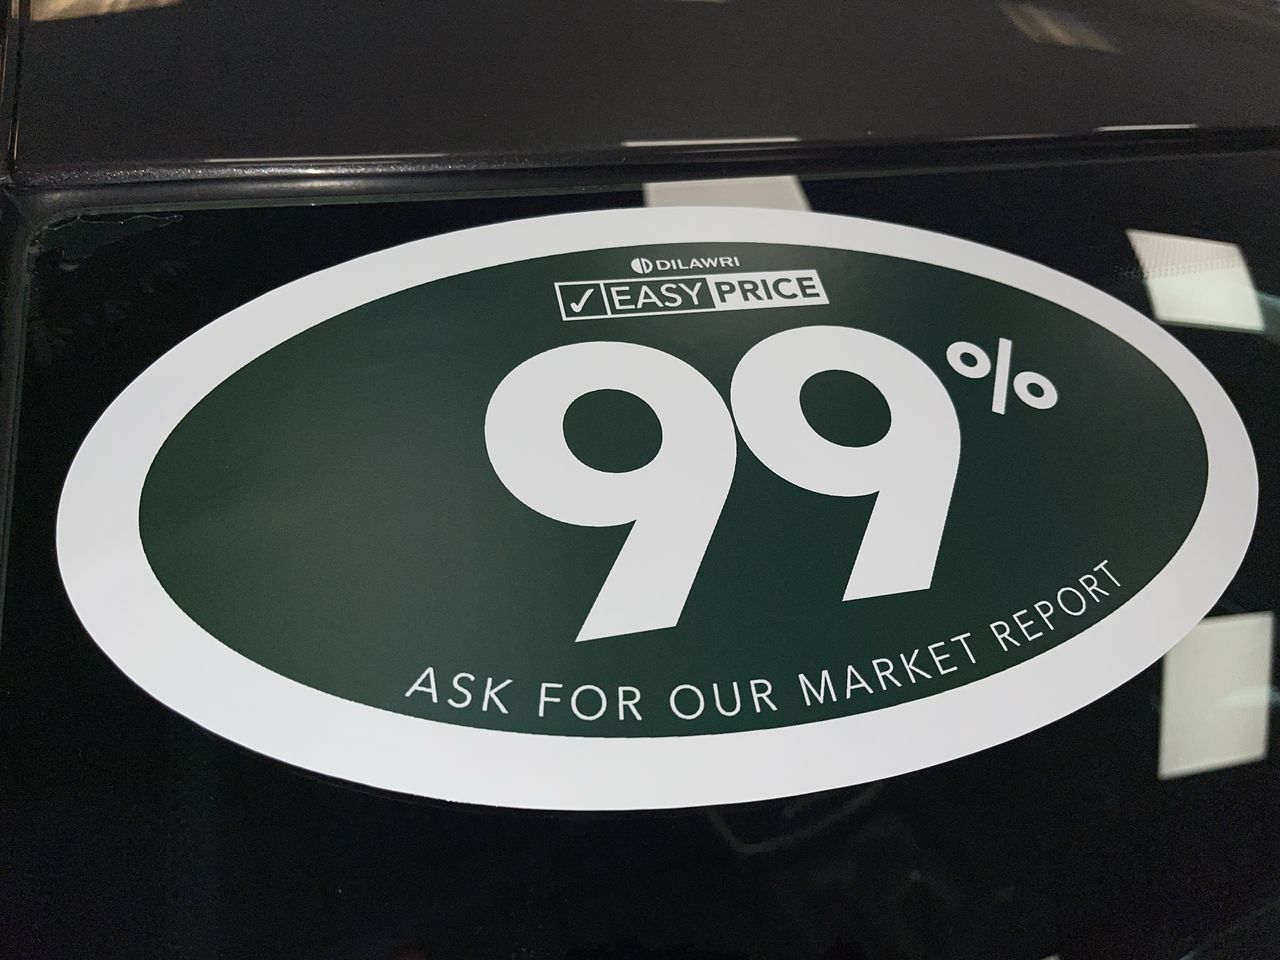 DILAWRI
✓ EASY PRICE
99%
ASK FOR OUR MARKET REPORT